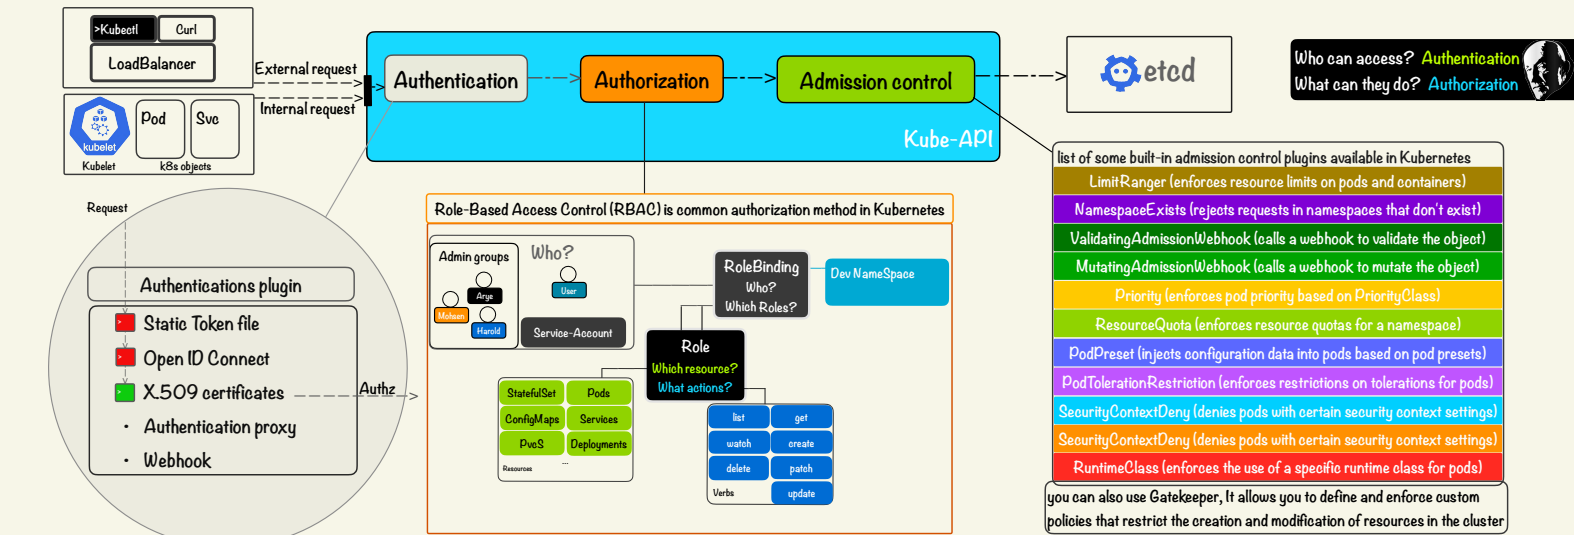 >Kubectl
Curl
LoadBalancer
External request
Internal request
kubelet
Kubelet
Pod
Svc
k8s objects
Authentication
Authorization
Admission control
Kube-API
etcd
Who can access? Authentication
What can they do? Authorization
Request
Authentications plugin
Static Token file
Open ID Connect
X.509 certificates
Authz
· Authentication proxy
· Webhook
Role-Based Access Control (RBAC) is common authorization method in Kubernetes
Admin groups
Arye
Mohsen
Harold
Who?
User
Service-Account
RoleBinding
Who?
Which Roles?
Dev NameSpace
Role
Which resource?
What actions?
StatefulSet
Pods
ConfigMaps
Services
PvcS
Deployments
Resources
...
list
get
watch
create
delete
patch
Verbs
update
list of some built-in admission control plugins available in Kubernetes
LimitRanger (enforces resource limits on pods and containers)
NamespaceExists (rejects requests in namespaces that don't exist)
ValidatingAdmissionWebhook (calls a webhook to validate the object)
MutatingAdmissionWebhook (calls a webhook to mutate the object)
Priority (enforces pod priority based on PriorityClass)
ResourceQuota (enforces resource quotas for a namespace)
PodPreset (injects configuration data into pods based on pod presets)
PodTolerationRestriction (enforces restrictions on tolerations for pods)
SecurityContextDeny (denies pods with certain security context settings)
SecurityContextDeny (denies pods with certain security context settings)
RuntimeClass (enforces the use of a specific runtime class for pods)
you can also use Gatekeeper, It allows you to define and enforce custom
policies that restrict the creation and modification of resources in the cluster